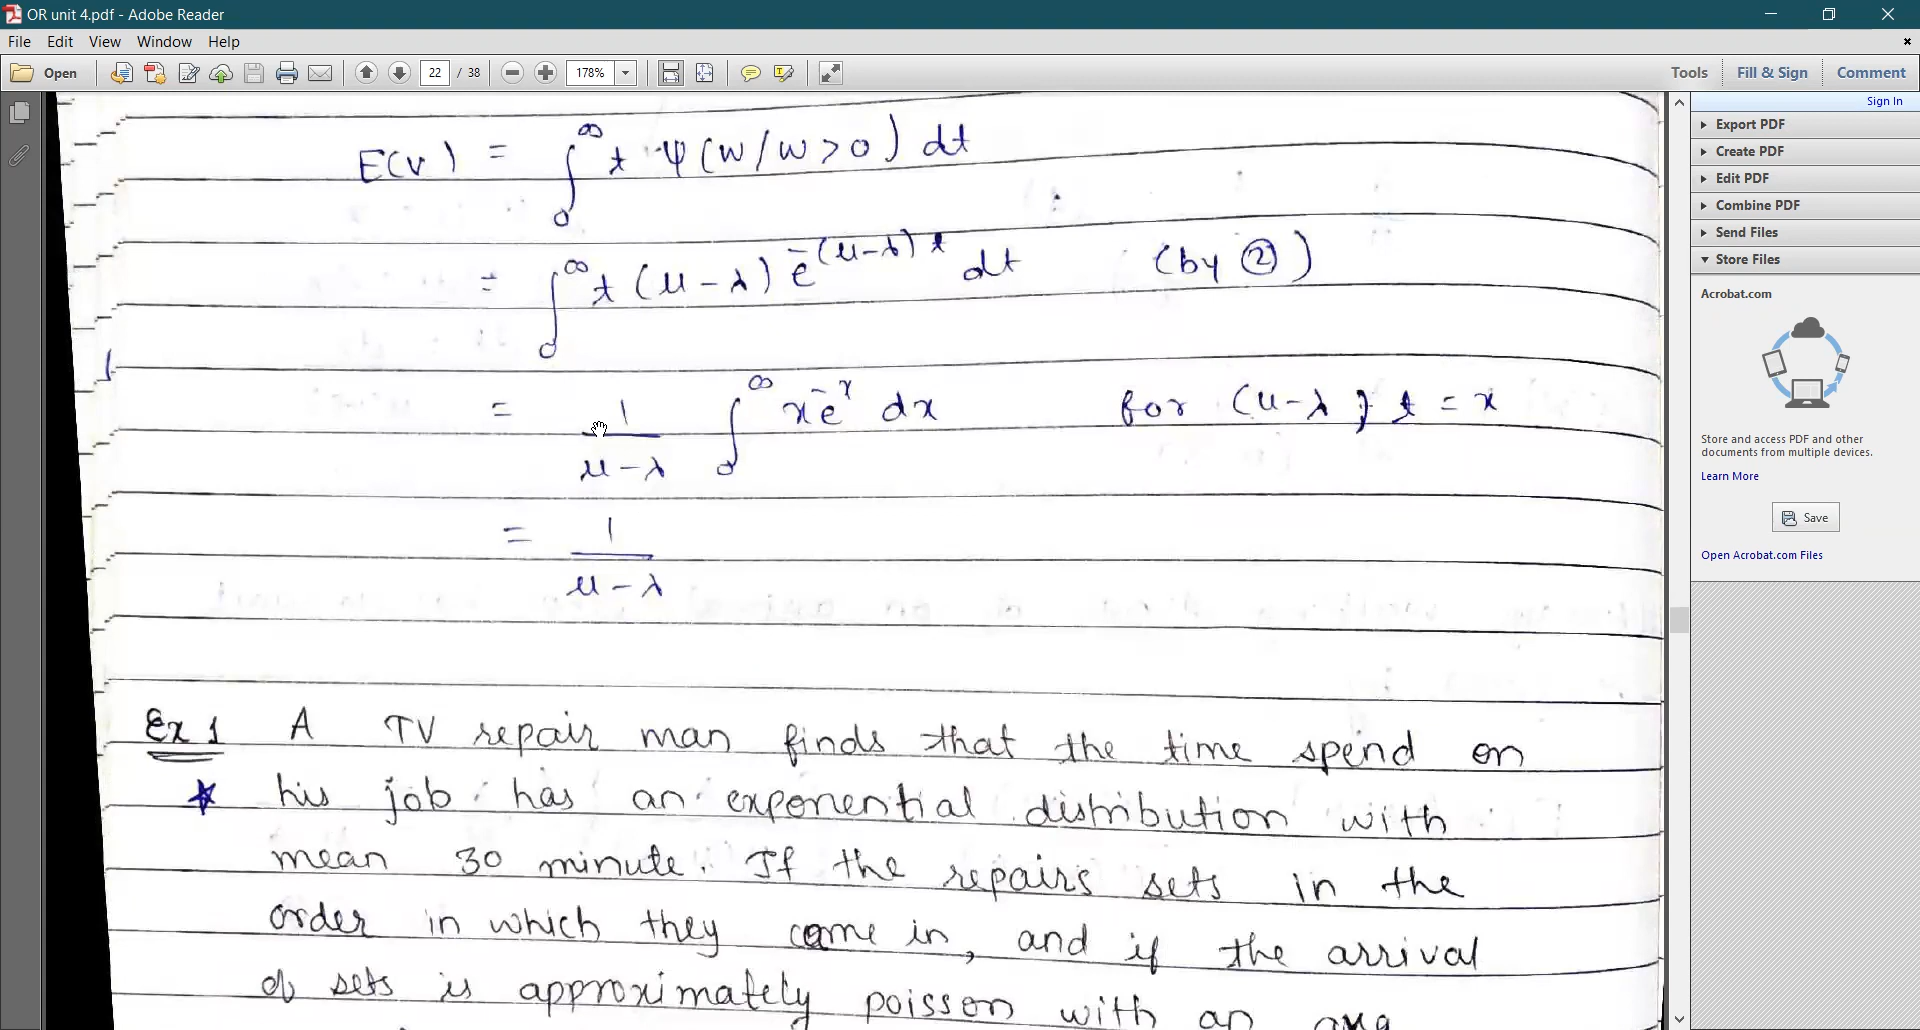 OR unit 4.pdf - Adobe Reader
File Edit View Window Help
Open 22 / 38 178% Tools Fill & Sign Comment
Sign In
Export PDF
Create PDF
Edit PDF
Combine PDF
Send Files
Store Files
Acrobat.com
Store and access PDF and other
documents from multiple devices.
Learn More
Save
Open Acrobat.com Files
E(v) = ∫₀^∞ t ψ(w/w>0) dt
= ∫₀^∞ t (μ-λ) e^-(μ-λ)t dt (by ②)
= 1/(μ-λ) ∫₀^∞ x e^-x dx for (μ-λ) t = x
= 1/(μ-λ)
Ex 1 A TV repair man finds that the time spend on
his job has an exponential distribution with
mean 30 minute. If the repairs sets in the
order in which they come in, and if the arrival
of sets is approximately poisson with an